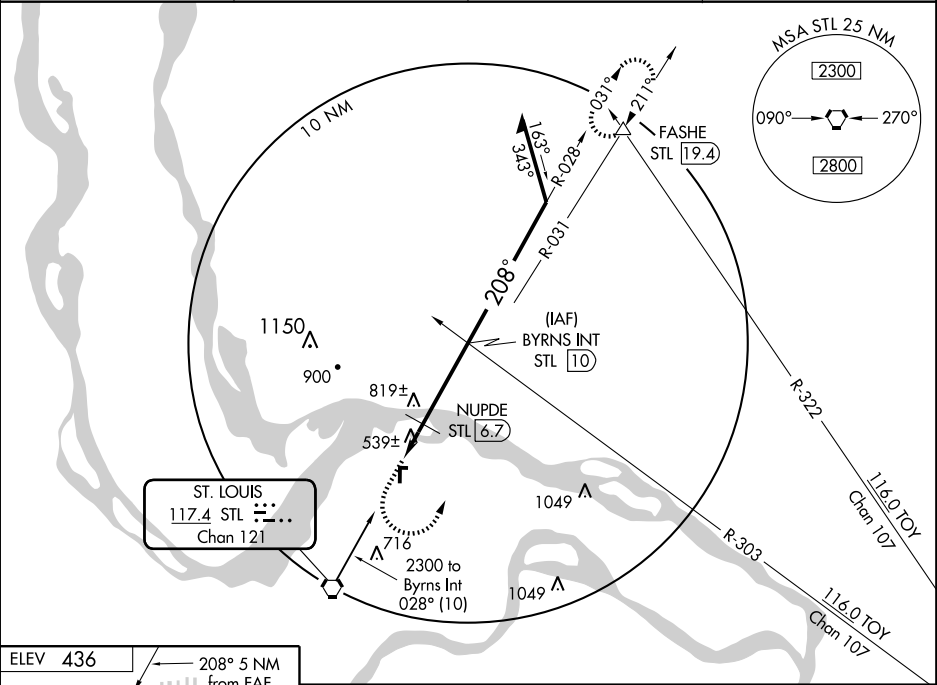 MSA STL 25 NM
2300
090°
270°
2800
10 NM
031°
211°
FASHE
STL 19.4
163°
343°
R-028
R-031
208°
(IAF)
BYRNS INT
STL 10
1150
900
819±
NUPDE
STL 6.7
539±
R-322
116.0 TOY
Chan 107
ST. LOUIS
117.4 STL
Chan 121
1049
716
2300 to
Byrns Int
028° (10)
1049
R-303
116.0 TOY
Chan 107
ELEV 436
208° 5 NM
from FAF